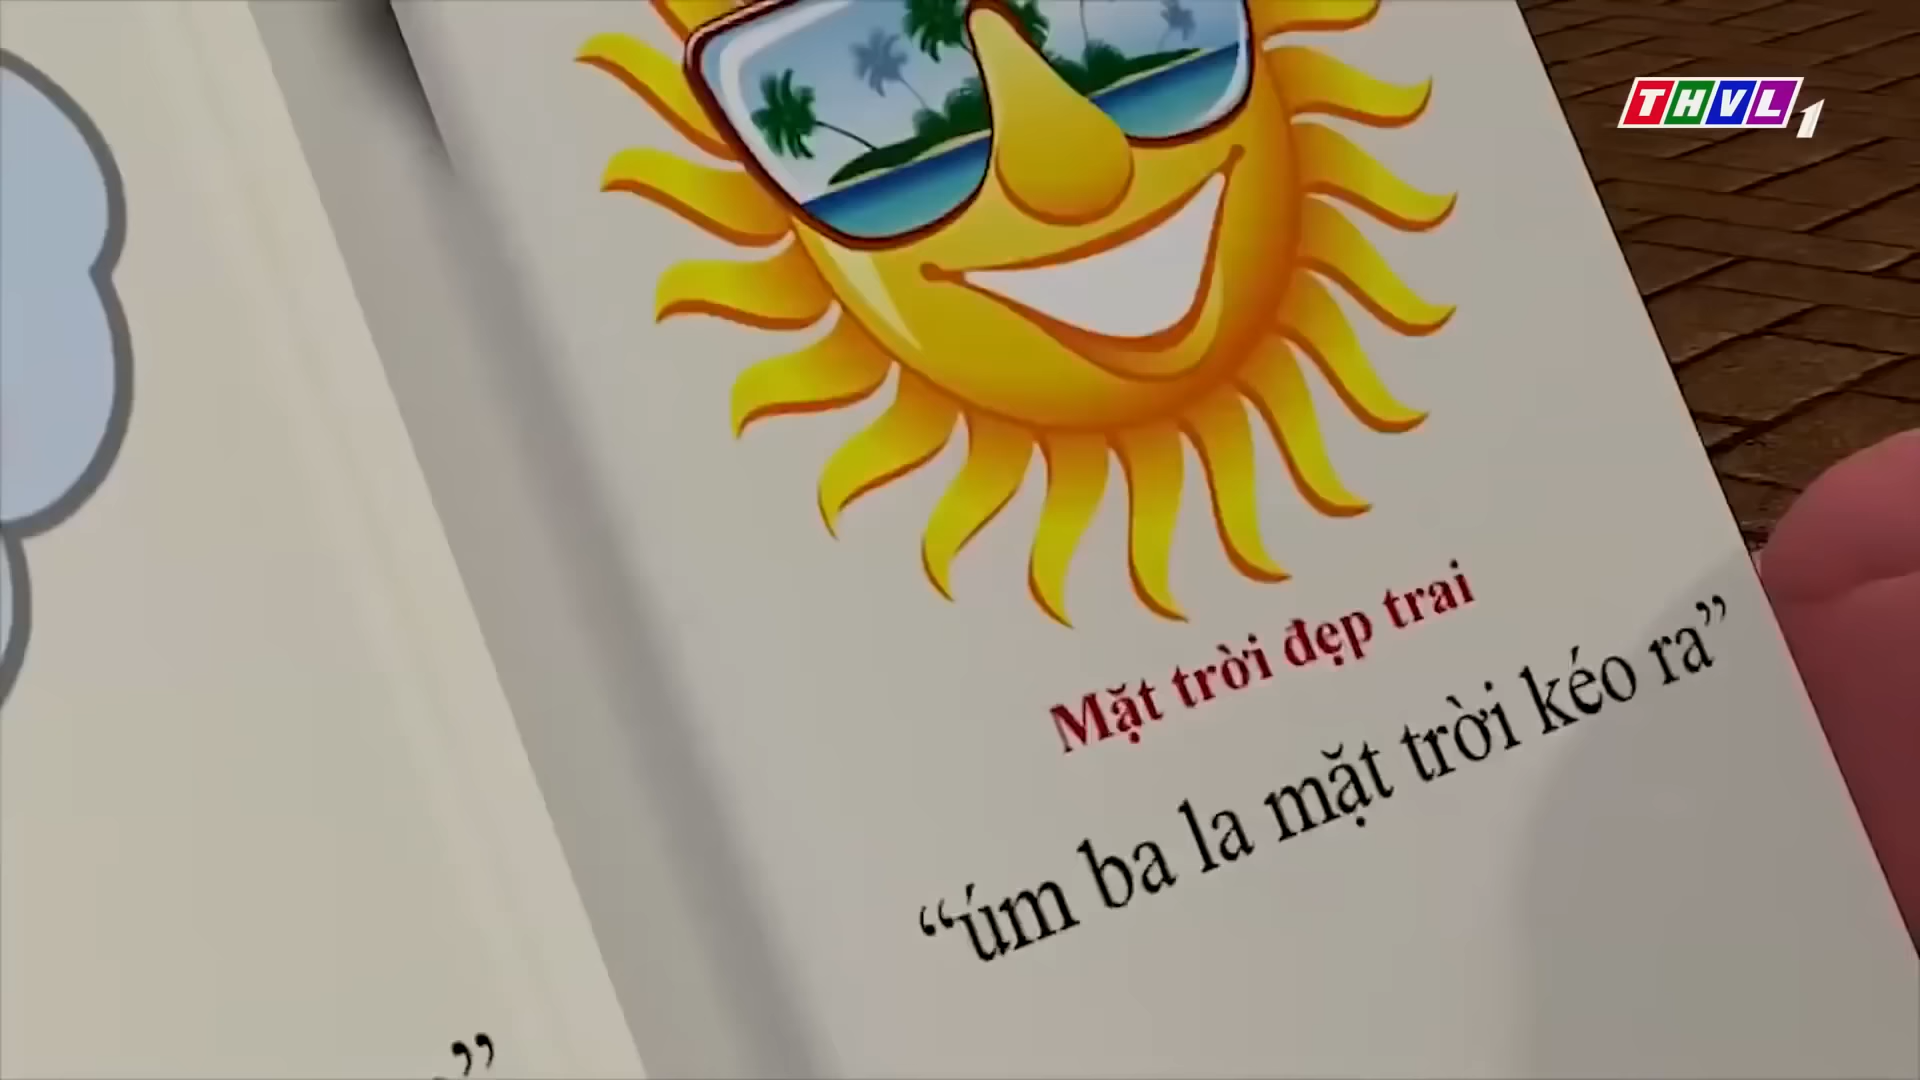 THVL1
Mặt trời đẹp trai
“úm ba la mặt trời kéo ra”
”